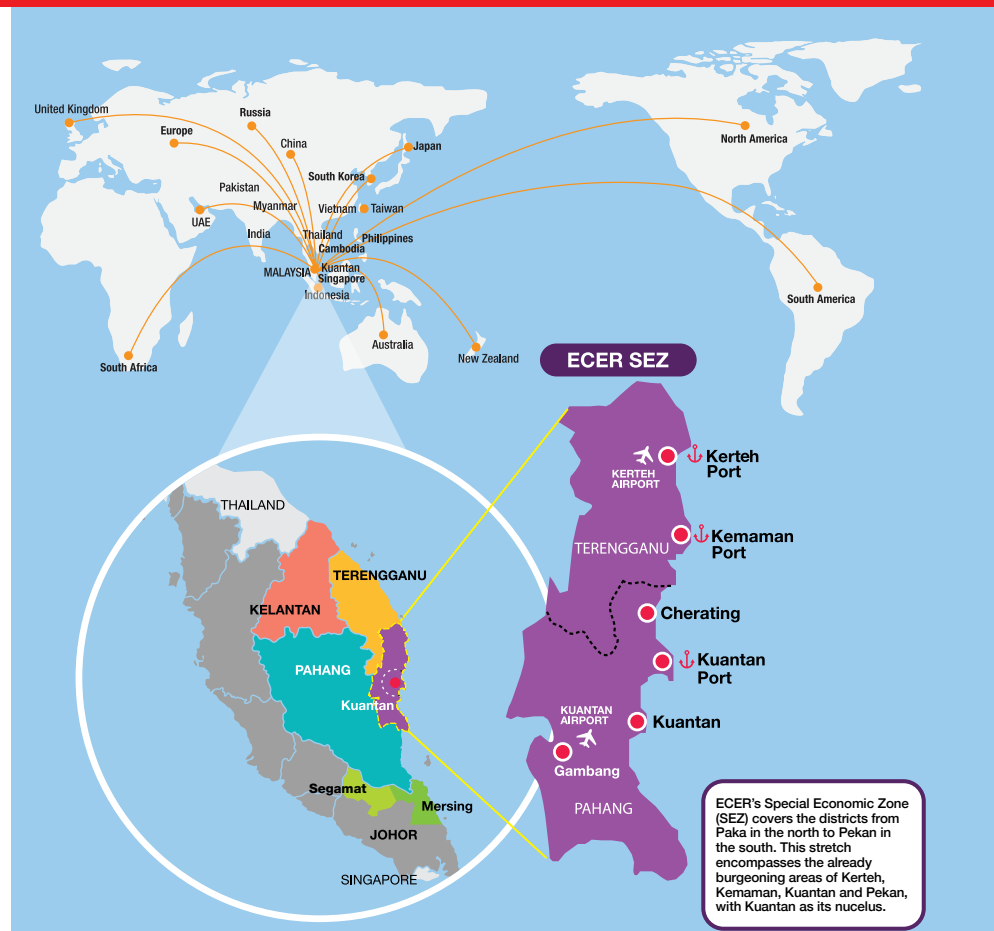 United Kingdom
Russia
Europe
China
Japan
North America
South Korea
Pakistan
Myanmar
Vietnam
Taiwan
UAE
India
Thailand
Philippines
Cambodia
MALAYSIA
Kuantan
Singapore
Indonesia
South America
Australia
New Zealand
South Africa
ECER SEZ
KERTEH
AIRPORT
Kerteh
Port
TERENGGANU
Kemaman
Port
Cherating
Kuantan
Port
KUANTAN
AIRPORT
Kuantan
Gambang
PAHANG
THAILAND
TERENGGANU
KELANTAN
PAHANG
Kuantan
Segamat
Mersing
JOHOR
SINGAPORE
ECER's Special Economic Zone
(SEZ) covers the districts from
Paka in the north to Pekan in
the south. This stretch
encompasses the already
burgeoning areas of Kerteh,
Kemaman, Kuantan and Pekan,
with Kuantan as its nucelus.